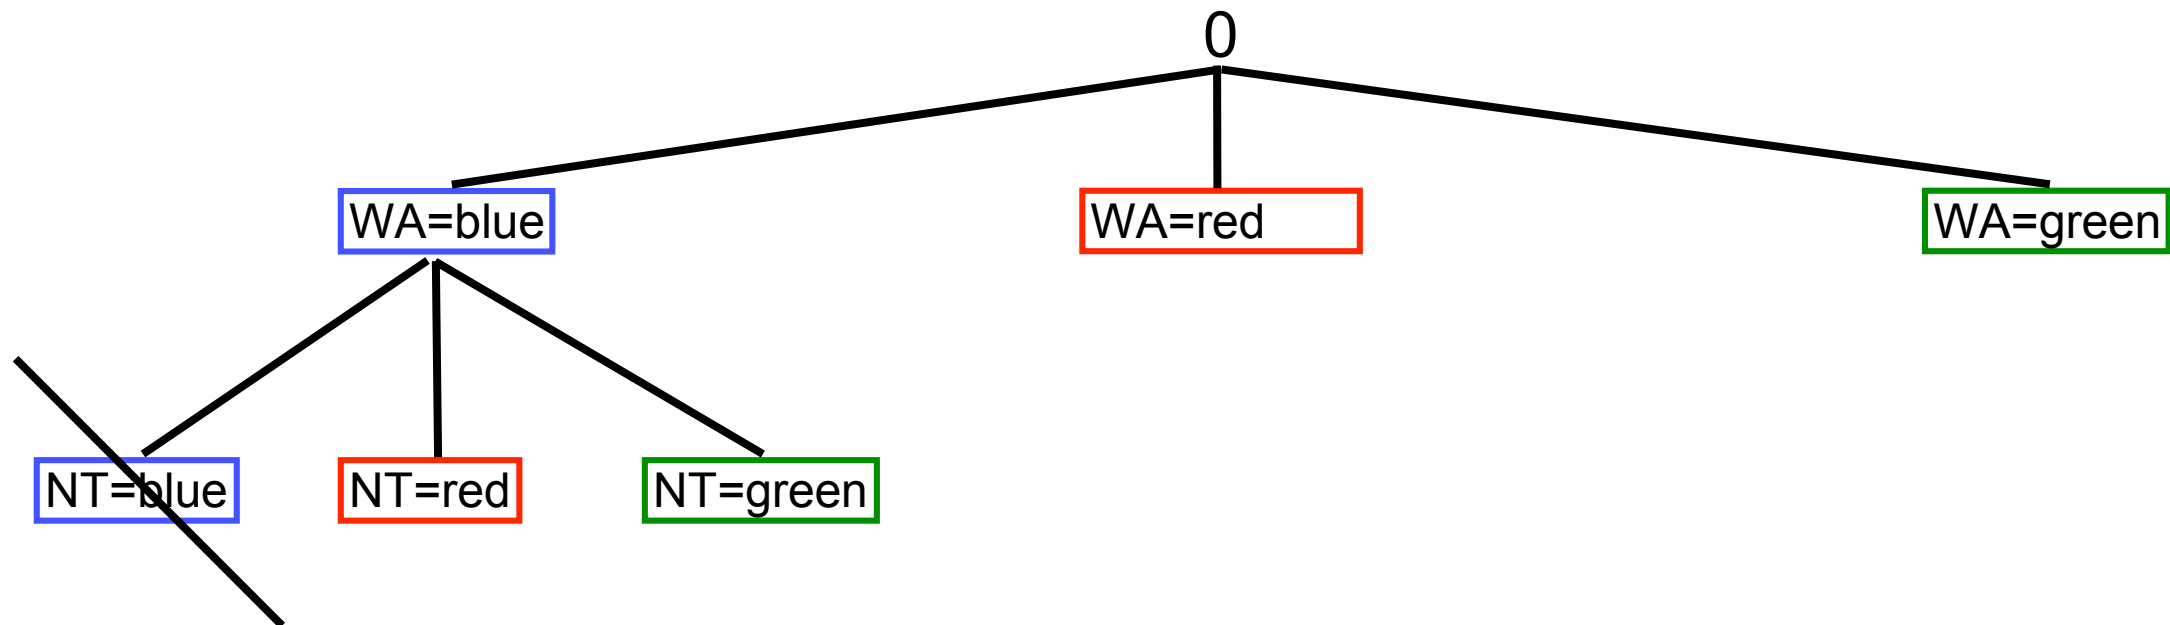 0
WA=blue
WA=red
WA=green
NT=blue
NT=red
NT=green